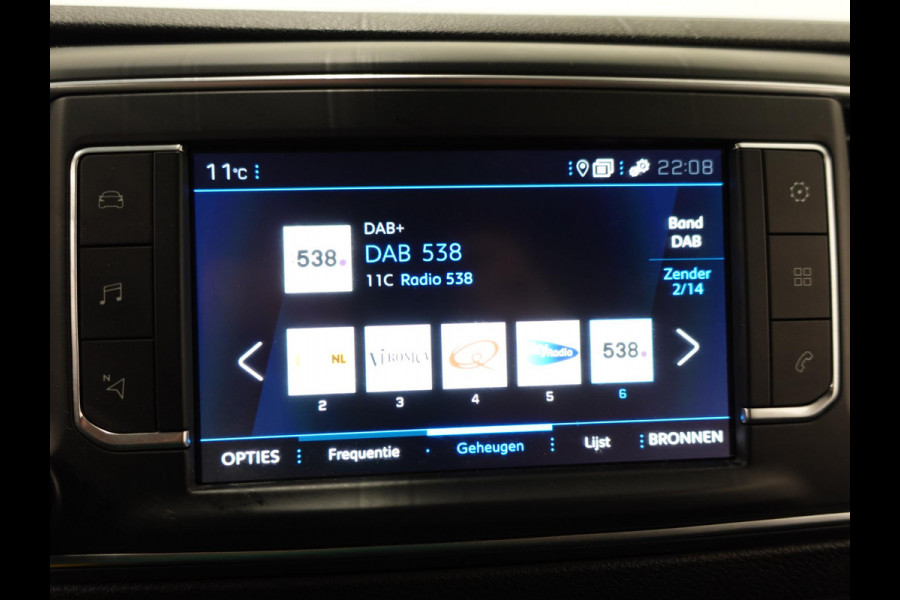 11°C
22:08
538
DAB+
DAB 538
11C Radio 538
Band
DAB
Zender
2/14
NL
VERONICA
Q
Radio
538
2
3
4
5
6
N
OPTIES
Frequentie
Geheugen
Lijst
BRONNEN